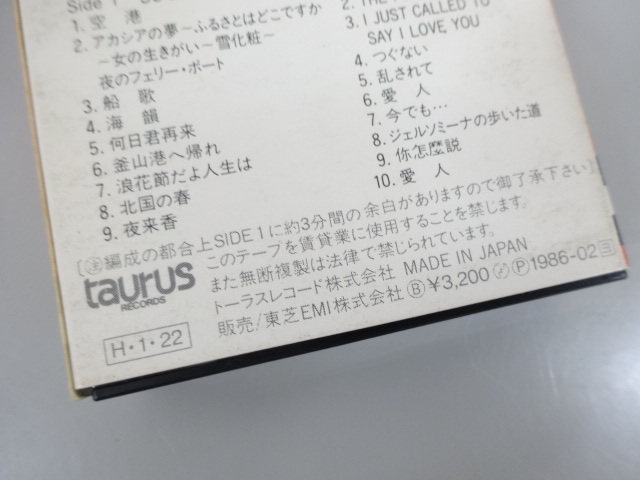 Side 1
1. 空 港
2. アカシアの夢~ふるさとはどこですか
~女の生きがい~雪化粧~
夜のフェリー・ボート
3. 船 歌
4. 海 韻
5. 何日君再来
6. 釜山港へ帰れ
7. 浪花節だよ人生は
8. 北国の春
9. 夜来香
2. THE
3. I JUST CALLED TO
SAY I LOVE YOU
4. つぐない
5. 乱されて
6. 愛 人
7. 今でも…
8. ジェルソミーナの歩いた道
9. 你怎麼説
10. 愛 人
[㊟編成の都合上SIDE 1に約3分間の余白がありますので御了承下さい]
このテープを賃貸業に使用することを禁じます。
また無断複製は法律で禁じられています。
トーラスレコード株式会社 MADE IN JAPAN
販売/東芝EMI株式会社 Ⓑ¥3,200 Ⓟ1986-02
taurus
RECORDS
H・1・22